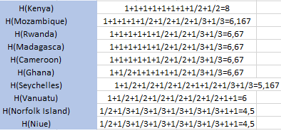 H(Kenya) 1+1+1+1+1+1+1/2+1/2=8
H(Mozambique) 1+1+1+1+1/2+1/2+1/2+1/3+1/3=6,167
H(Rwanda) 1+1+1+1+1+1/2+1/2+1/3+1/3=6,67
H(Madagasca) 1+1+1+1+1+1/2+1/2+1/3+1/3=6,67
H(Cameroon) 1+1+1+1+1+1/2+1/2+1/3+1/3=6,67
H(Ghana) 1+1/2+1+1+1+1+1/2+1/3+1/3=6,67
H(Seychelles) 1+1/2+1/2+1/2+1/2+1+1/2+1/3+1/3=5,167
H(Vanuatu) 1+1/2+1/2+1/2+1/2+1/2+1/2+1+1=6
H(Norfolk Island) 1/2+1/3+1/3+1/3+1/3+1/3+1/3+1+1=4,5
H(Niue) 1/2+1/3+1/3+1/3+1/3+1/3+1/3+1+1=4,5